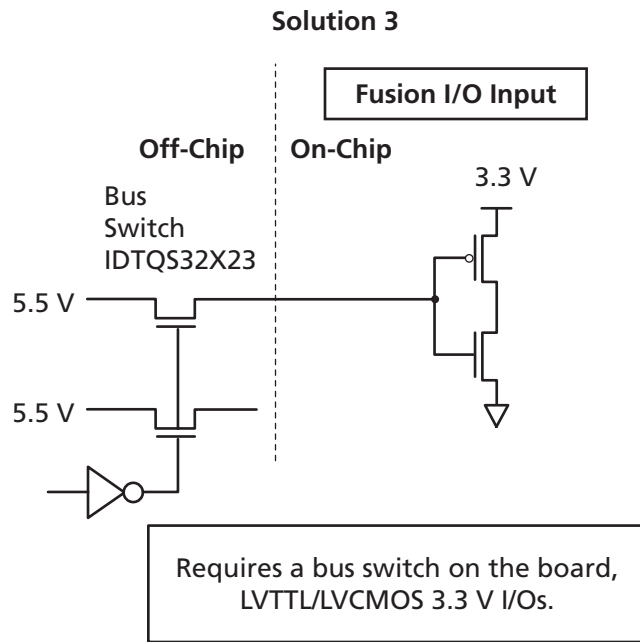 Solution 3
Fusion I/O Input
Off-Chip
On-Chip
3.3 V
Bus
Switch
IDTQS32X23
5.5 V
5.5 V
Requires a bus switch on the board,
LVTTL/LVCMOS 3.3 V I/Os.